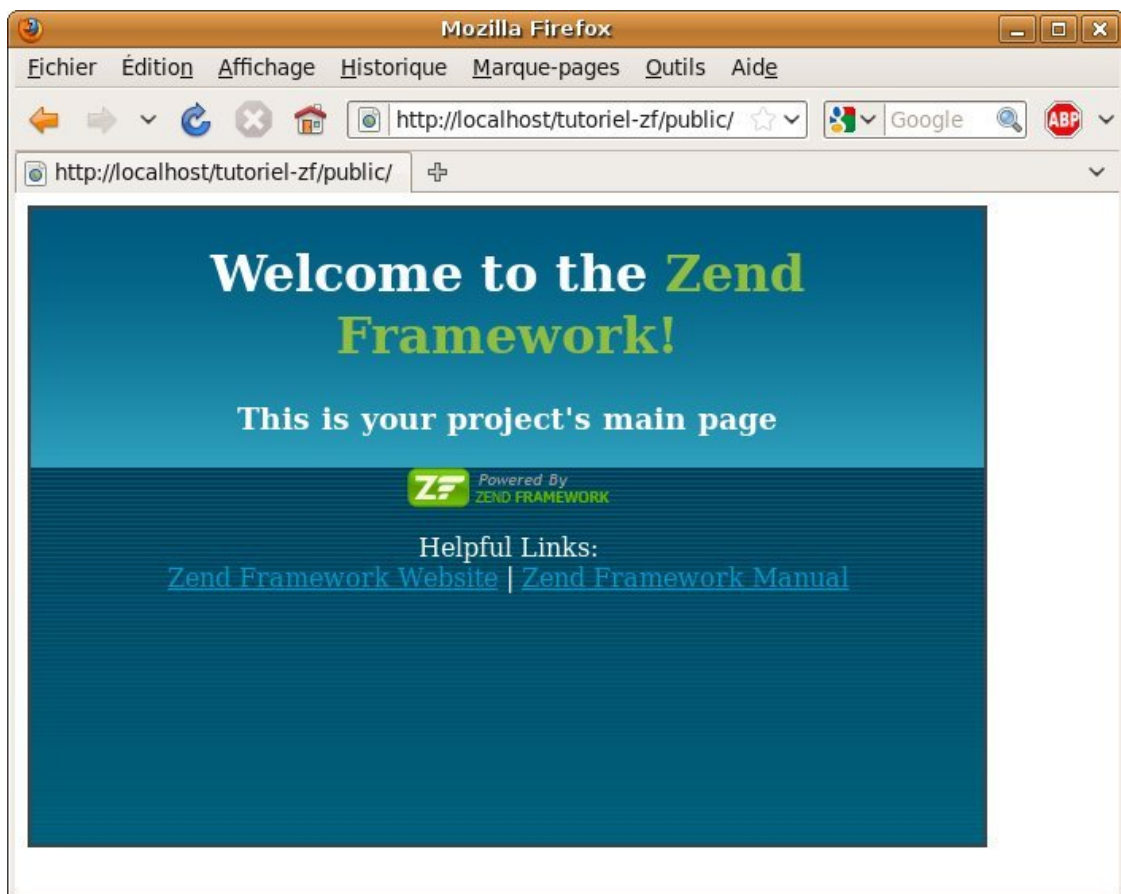 Mozilla Firefox
Fichier Édition Affichage Historique Marque-pages Outils Aide
http://localhost/tutoriel-zf/public/ Google ABP
http://localhost/tutoriel-zf/public/
Welcome to the Zend
Framework!
This is your project's main page
ZF Powered By
ZEND FRAMEWORK
Helpful Links:
Zend Framework Website | Zend Framework Manual